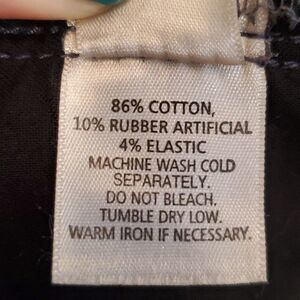 86% COTTON,
10% RUBBER ARTIFICIAL
4% ELASTIC
MACHINE WASH COLD
SEPARATELY.
DO NOT BLEACH.
TUMBLE DRY LOW.
WARM IRON IF NECESSARY.